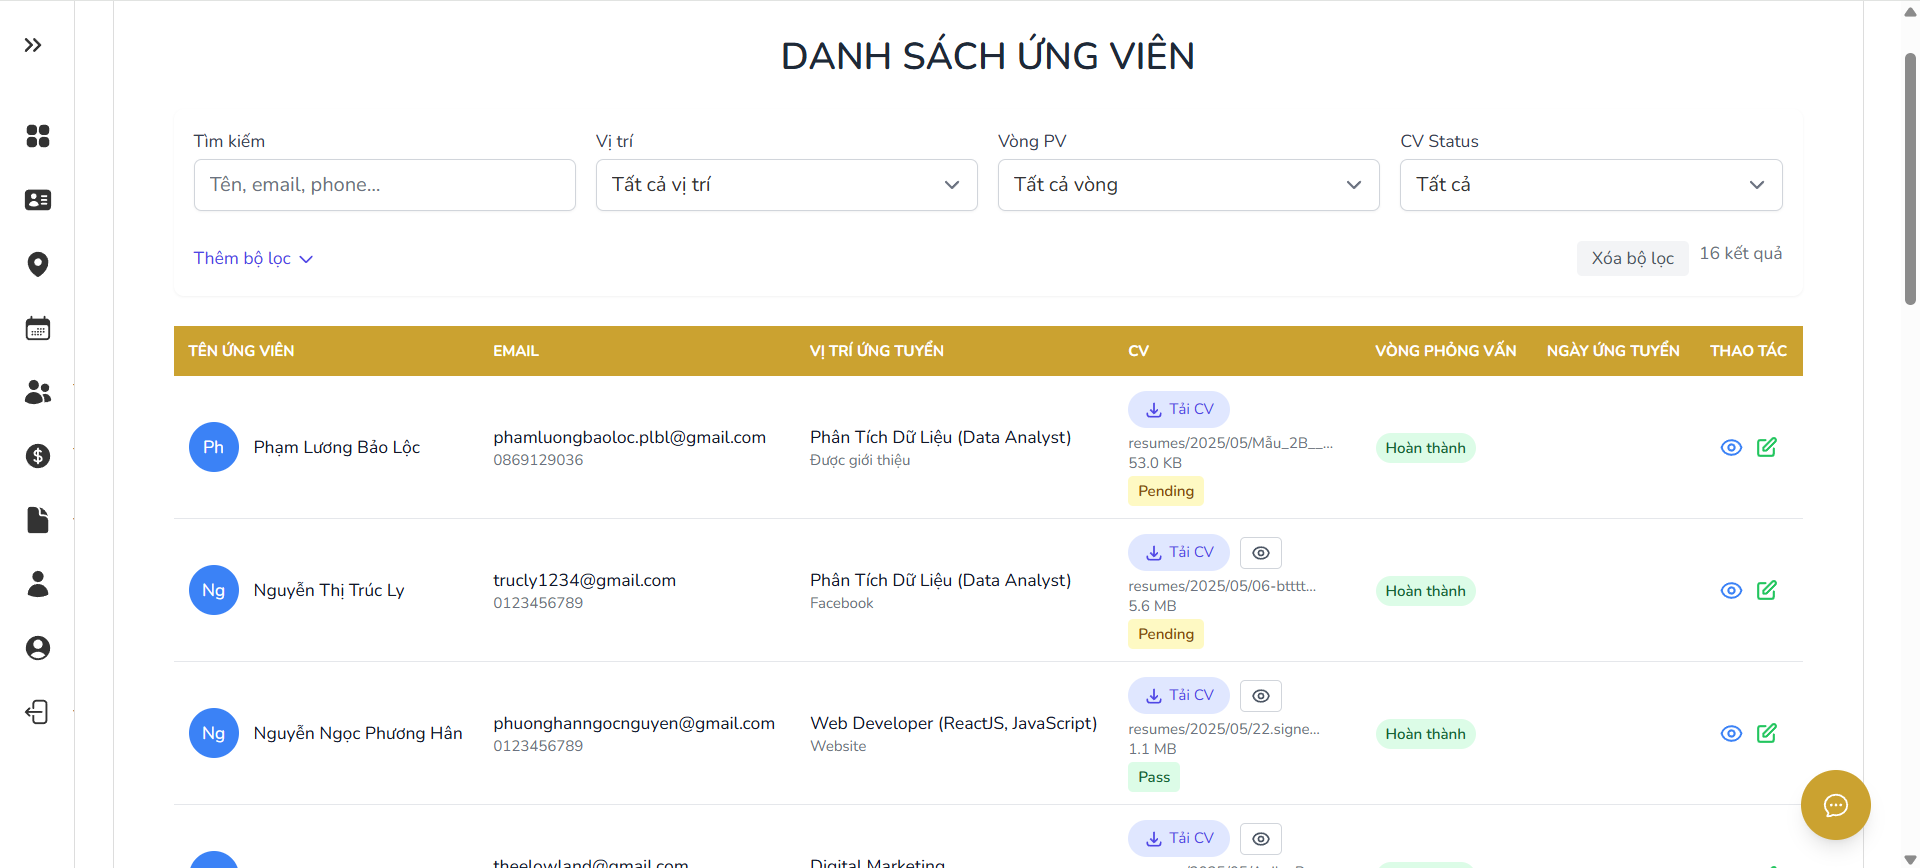 DANH SÁCH ỨNG VIÊN
Tìm kiếm
Vị trí
Vòng PV
CV Status
Tên, email, phone...
Tất cả vị trí
Tất cả vòng
Tất cả
Thêm bộ lọc
Xóa bộ lọc
16 kết quả
TÊN ỨNG VIÊN EMAIL VỊ TRÍ ỨNG TUYỂN CV VÒNG PHỎNG VẤN NGÀY ỨNG TUYỂN THAO TÁC
Ph
Phạm Lương Bảo Lộc
phamluongbaoloc.plbl@gmail.com
0869129036
Phân Tích Dữ Liệu (Data Analyst)
Được giới thiệu
Tải CV
resumes/2025/05/Mẫu_2B__...
53.0 KB
Pending
Hoàn thành
Ng
Nguyễn Thị Trúc Ly
trucly1234@gmail.com
0123456789
Phân Tích Dữ Liệu (Data Analyst)
Facebook
Tải CV
resumes/2025/05/06-btttt...
5.6 MB
Pending
Hoàn thành
Ng
Nguyễn Ngọc Phương Hân
phuonghanngocnguyen@gmail.com
0123456789
Web Developer (ReactJS, JavaScript)
Website
Tải CV
resumes/2025/05/22.signe...
1.1 MB
Pass
Hoàn thành
theelowland@gmail.com
Digital Marketing
Tải CV